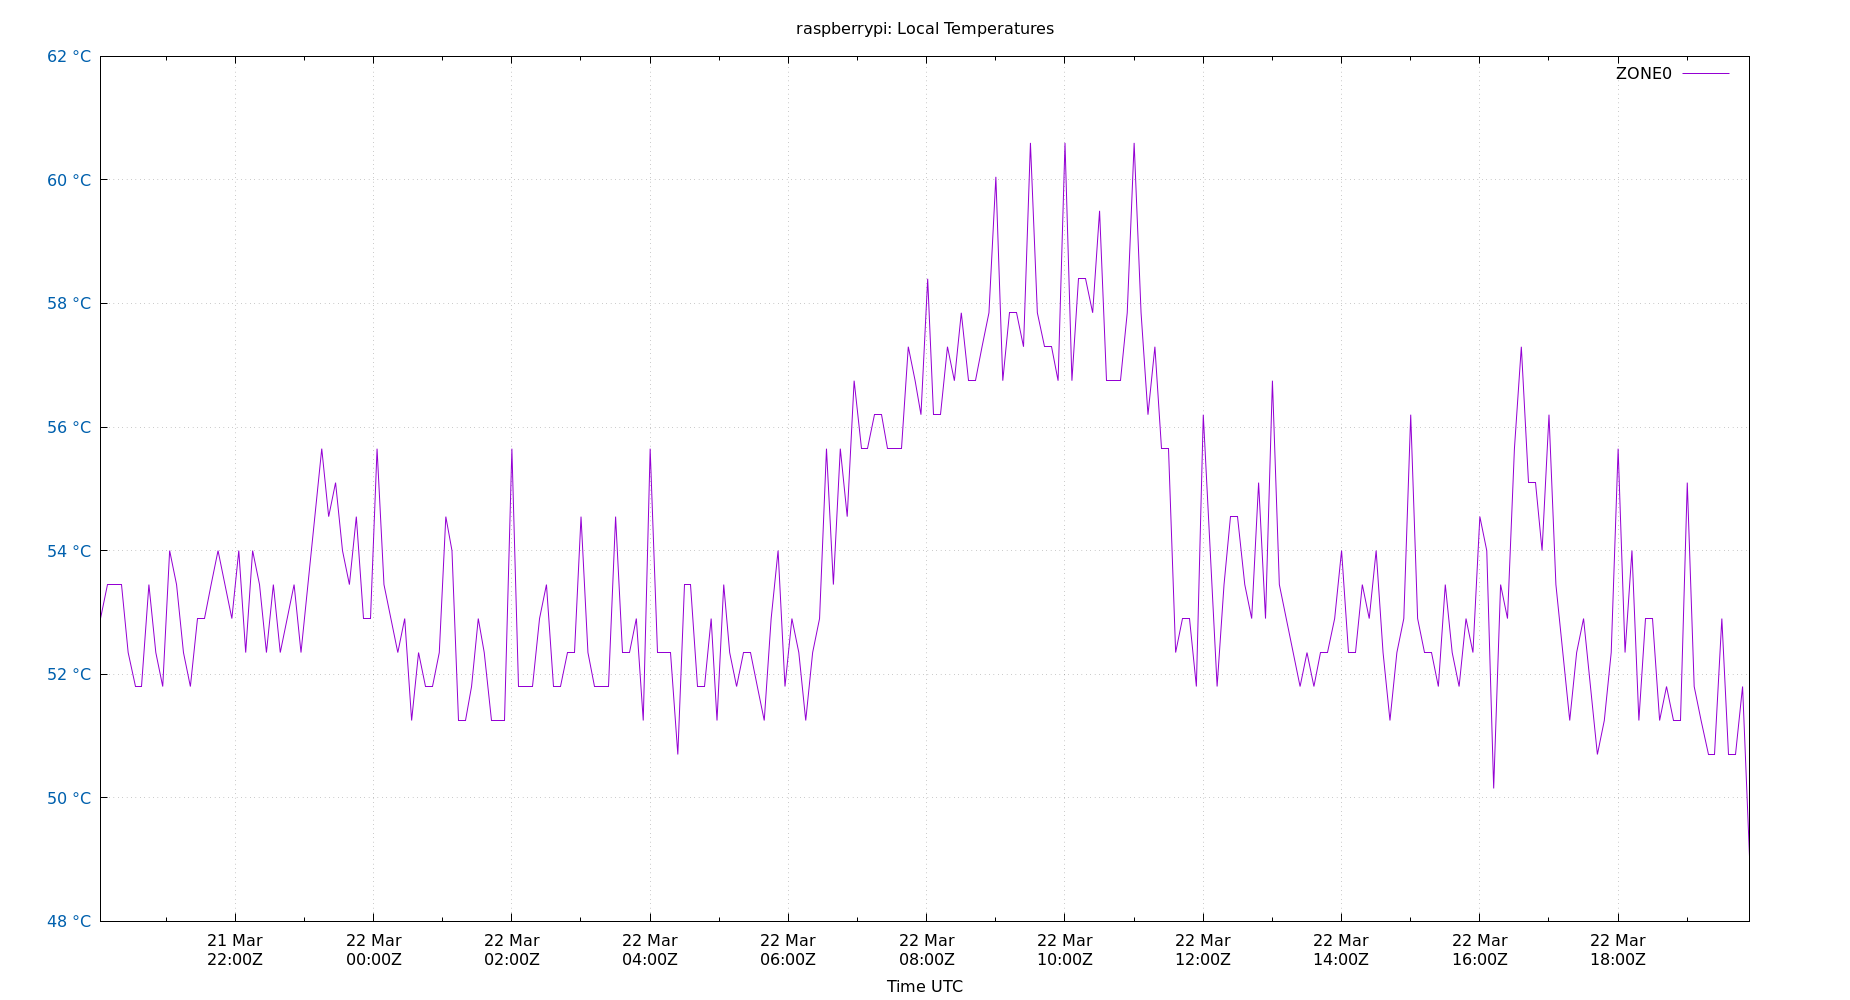 raspberrypi: Local Temperatures
62 °C
ZONE0
60 °C
58 °C
56 °C
54 °C
52 °C
50 °C
48 °C
21 Mar 22 Mar 22 Mar 22 Mar 22 Mar 22 Mar 22 Mar 22 Mar 22 Mar 22 Mar 22 Mar
22:00Z 00:00Z 02:00Z 04:00Z 06:00Z 08:00Z 10:00Z 12:00Z 14:00Z 16:00Z 18:00Z
Time UTC